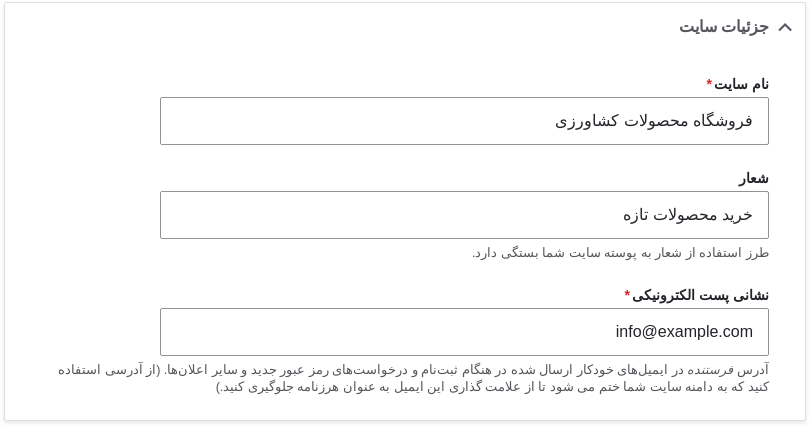 جزئیات سایت
نام سایت *
فروشگاه محصولات کشاورزی
شعار
خرید محصولات تازه
طرز استفاده از شعار به پوسته سایت شما بستگی دارد.
نشانی پست الکترونیکی *
info@example.com
آدرس فرستنده در ایمیل‌های خودکار ارسال شده در هنگام ثبت‌نام و درخواست‌های رمز عبور جدید و سایر اعلان‌ها. (از آدرسی استفاده
کنید که به دامنه سایت شما ختم می شود تا از علامت گذاری این ایمیل به عنوان هرزنامه جلوگیری کنید.)